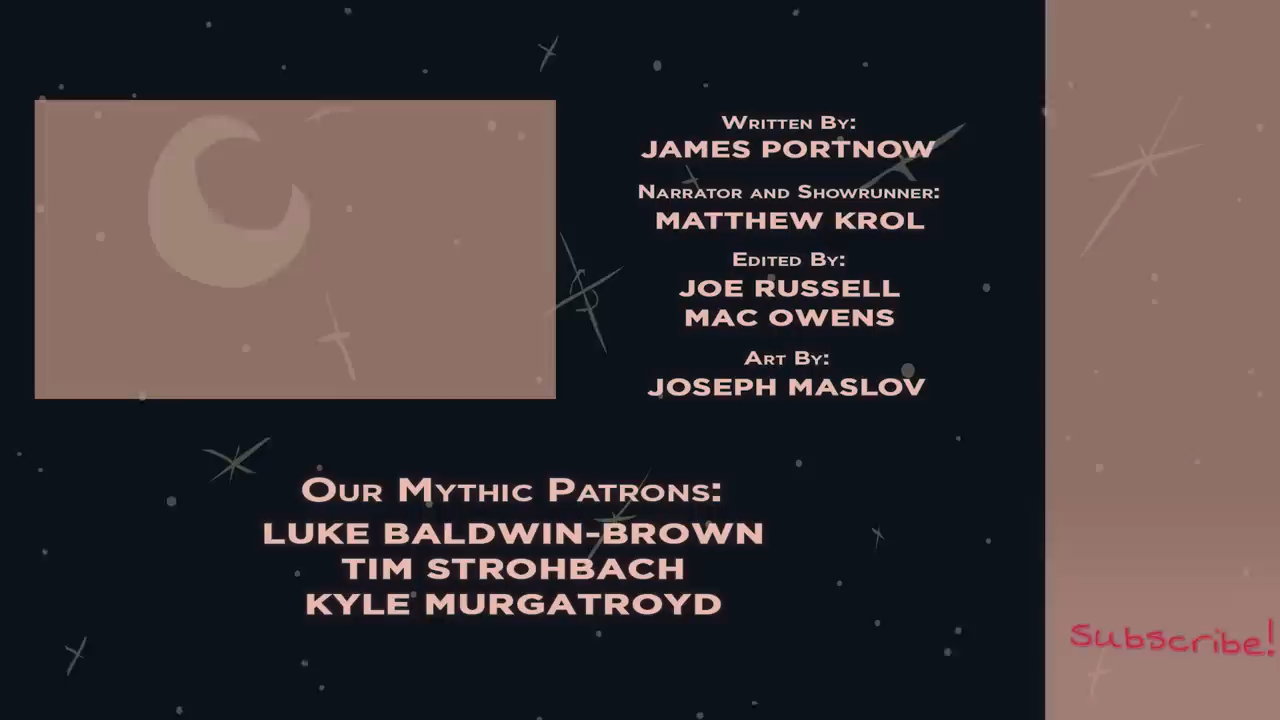 Written By:
JAMES PORTNOW
Narrator and Showrunner:
MATTHEW KROL
Edited By:
JOE RUSSELL
MAC OWENS
Art By:
JOSEPH MASLOV
Our Mythic Patrons:
LUKE BALDWIN-BROWN
TIM STROHBACH
KYLE MURGATROYD
Subscribe!